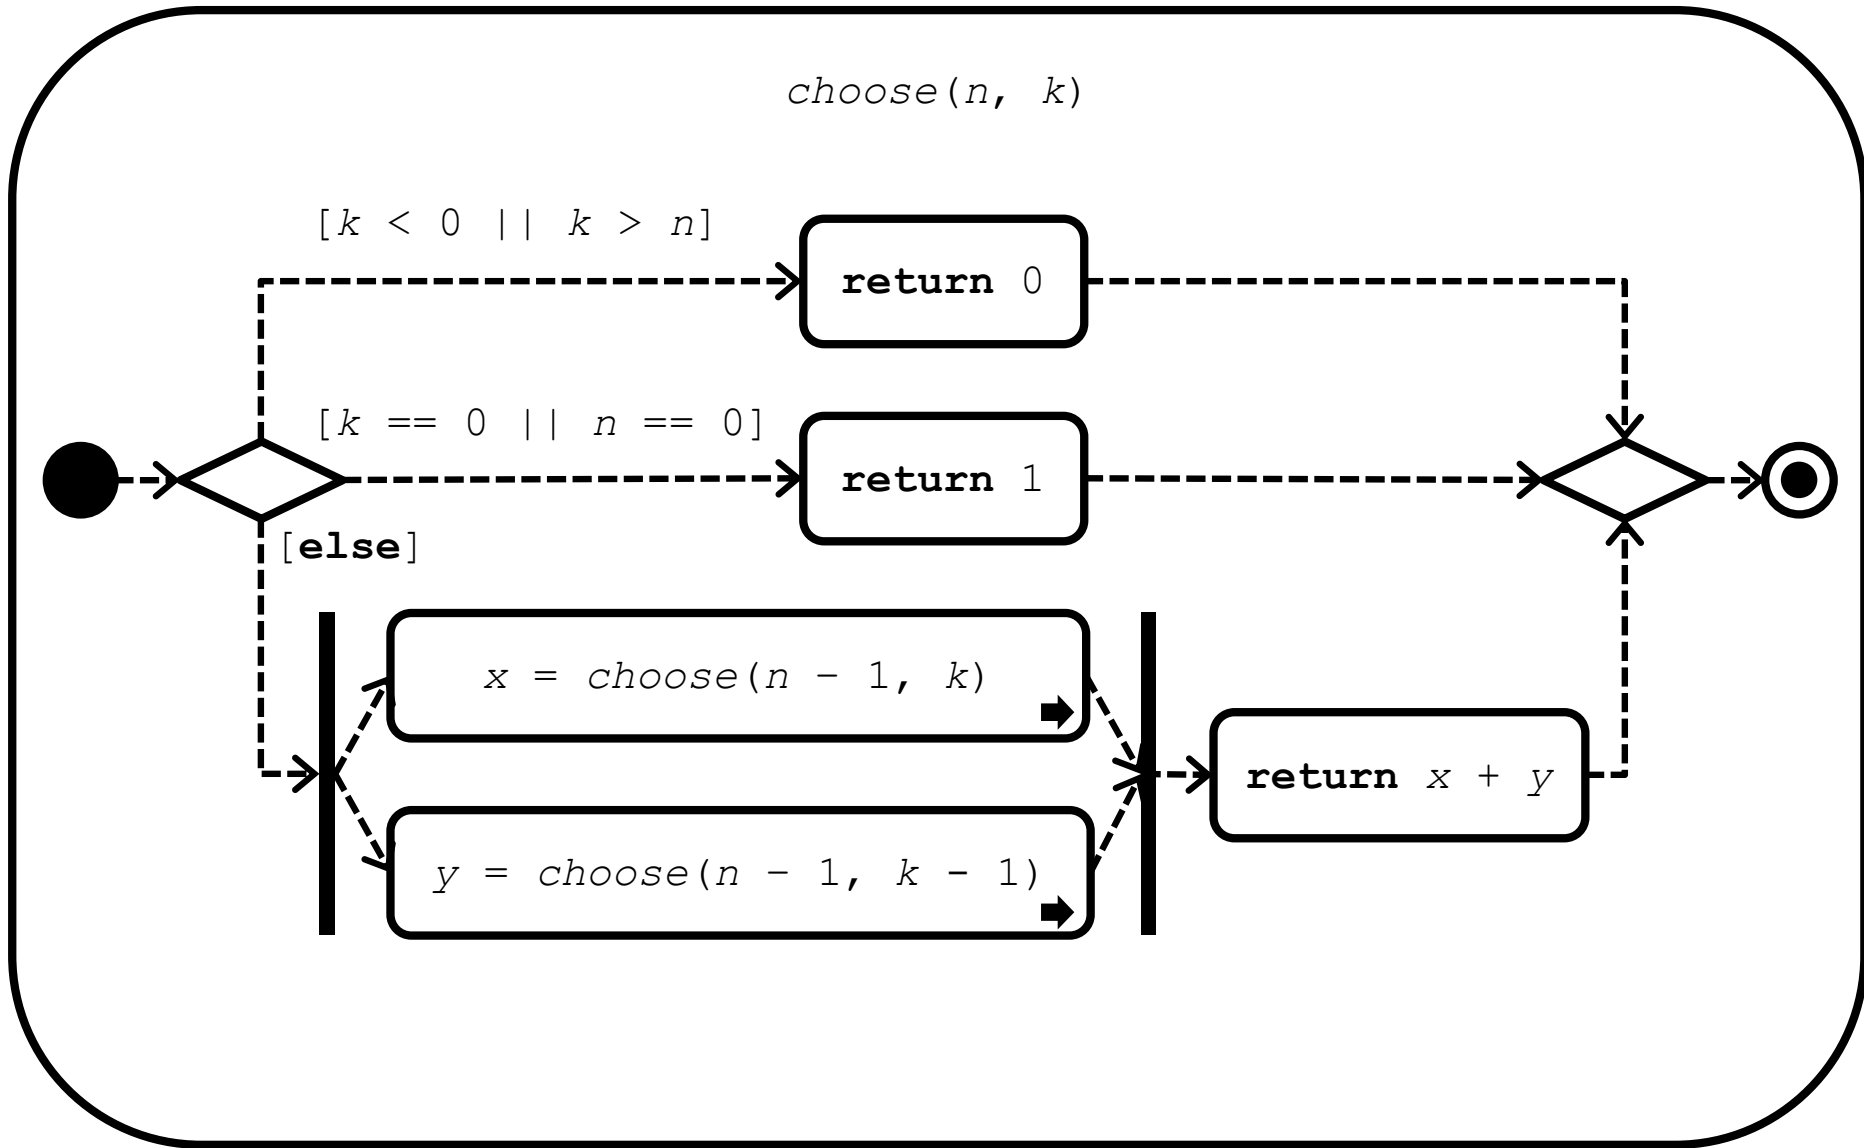 choose(n, k)
[k < 0 || k > n]
return 0
[k == 0 || n == 0]
return 1
[else]
x = choose(n − 1, k)
y = choose(n − 1, k - 1)
return x + y